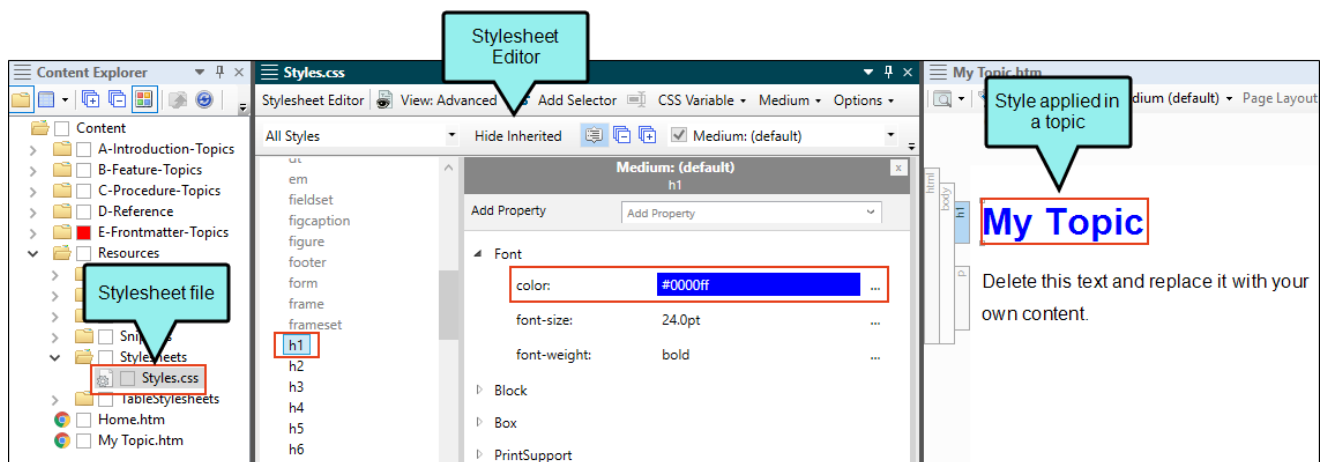 Stylesheet
Editor
Content Explorer
Styles.css
My Topic.htm
Stylesheet Editor View: Advanced Add Selector CSS Variable Medium Options
dium (default) Page Layout
Style applied in
a topic
All Styles
Hide Inherited Medium: (default)
Content
A-Introduction-Topics
B-Feature-Topics
C-Procedure-Topics
D-Reference
E-Frontmatter-Topics
Resources
Stylesheet file
Snip
Stylesheets
Styles.css
TableStylesheets
Home.htm
My Topic.htm
em
fieldset
figcaption
figure
footer
form
frame
frameset
h1
h2
h3
h4
h5
h6
Medium: (default)
h1
Add Property Add Property
Font
color: #0000ff ...
font-size: 24.0pt ...
font-weight: bold ...
Block
Box
PrintSupport
html
body
h1
p
My Topic
Delete this text and replace it with your
own content.